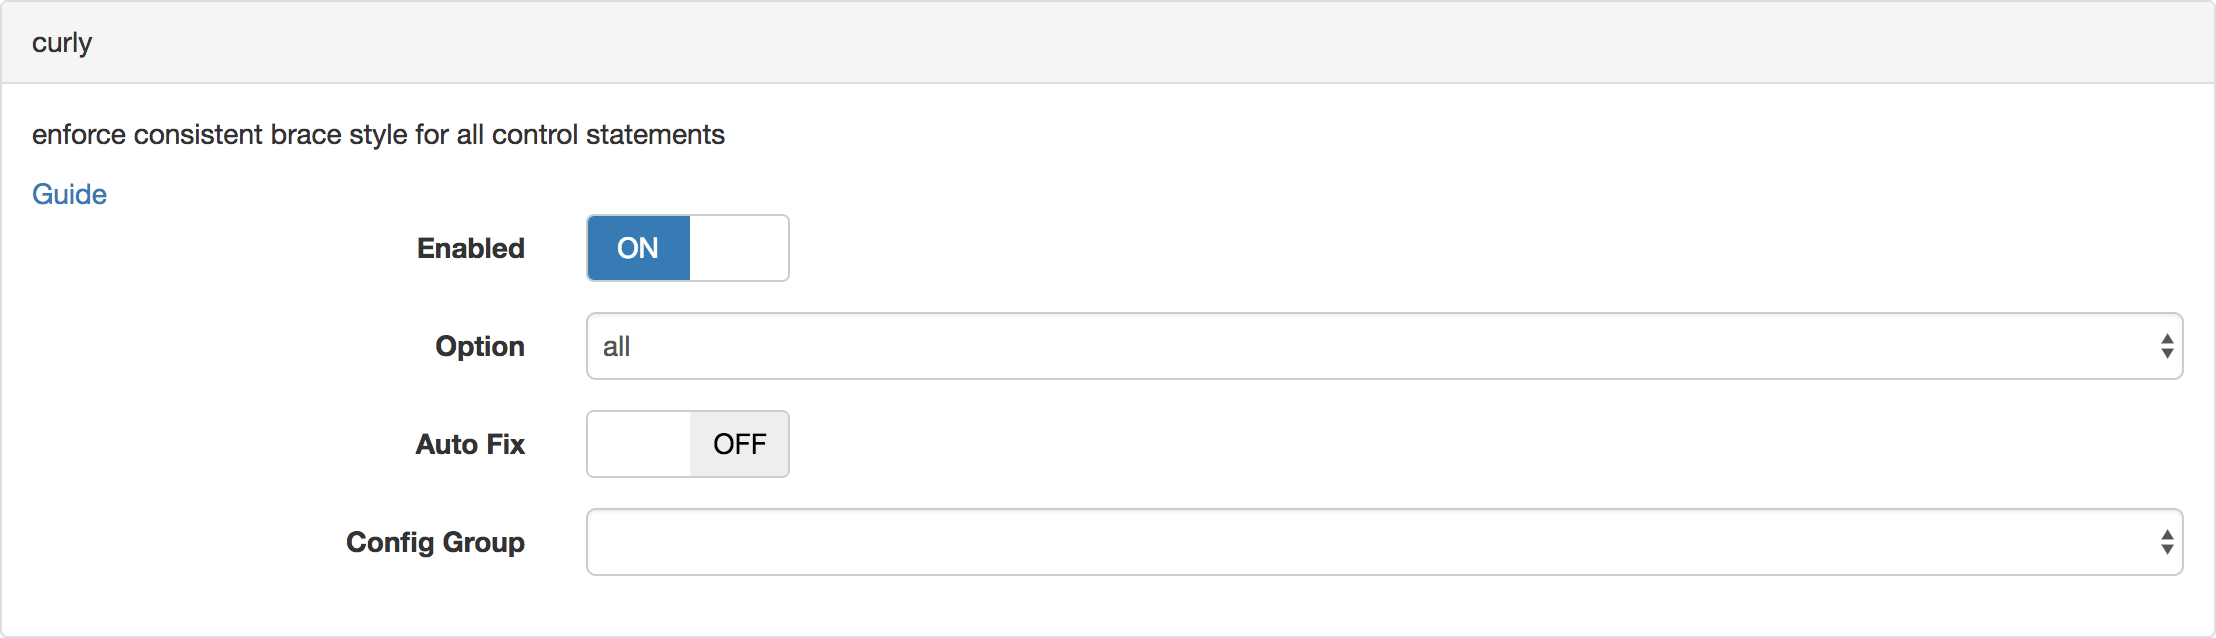 curly
enforce consistent brace style for all control statements
Guide
Enabled ON
Option all
Auto Fix OFF
Config Group